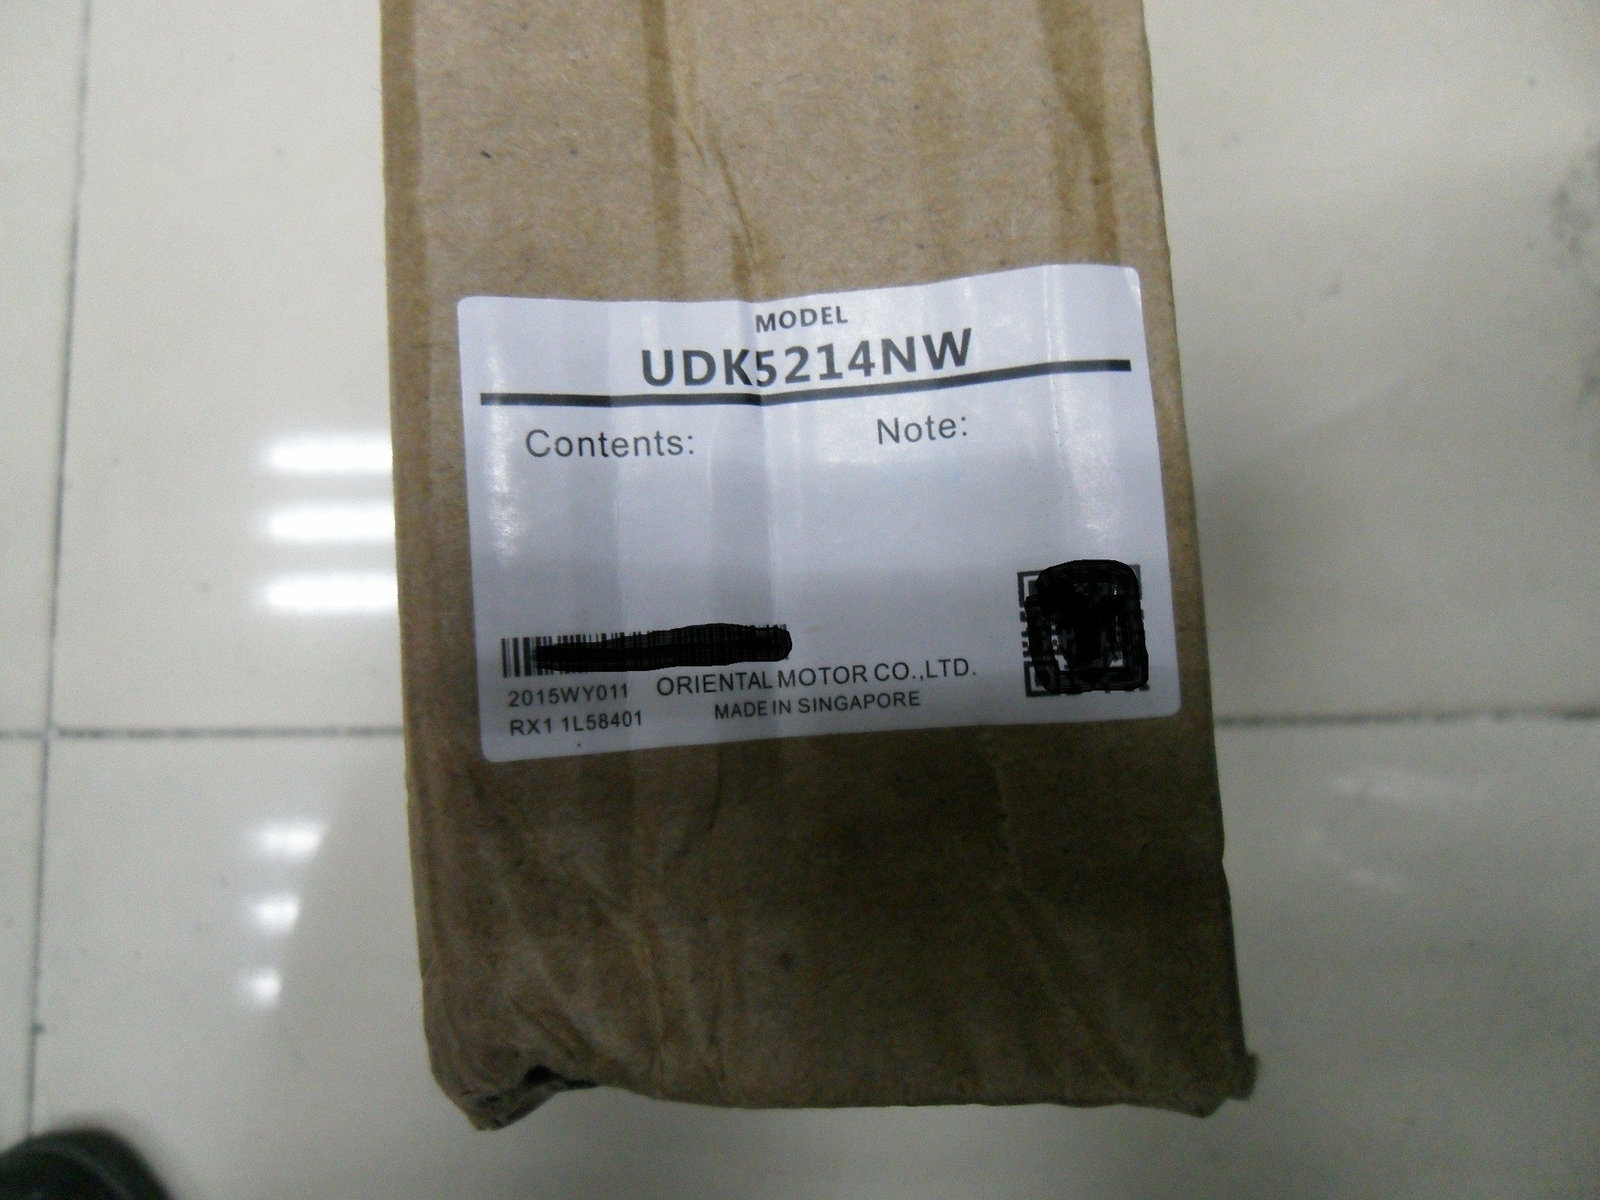 MODEL
UDK5214NW
Contents: Note:
2015WY011 ORIENTAL MOTOR CO.,LTD.
RX1 1L58401 MADE IN SINGAPORE